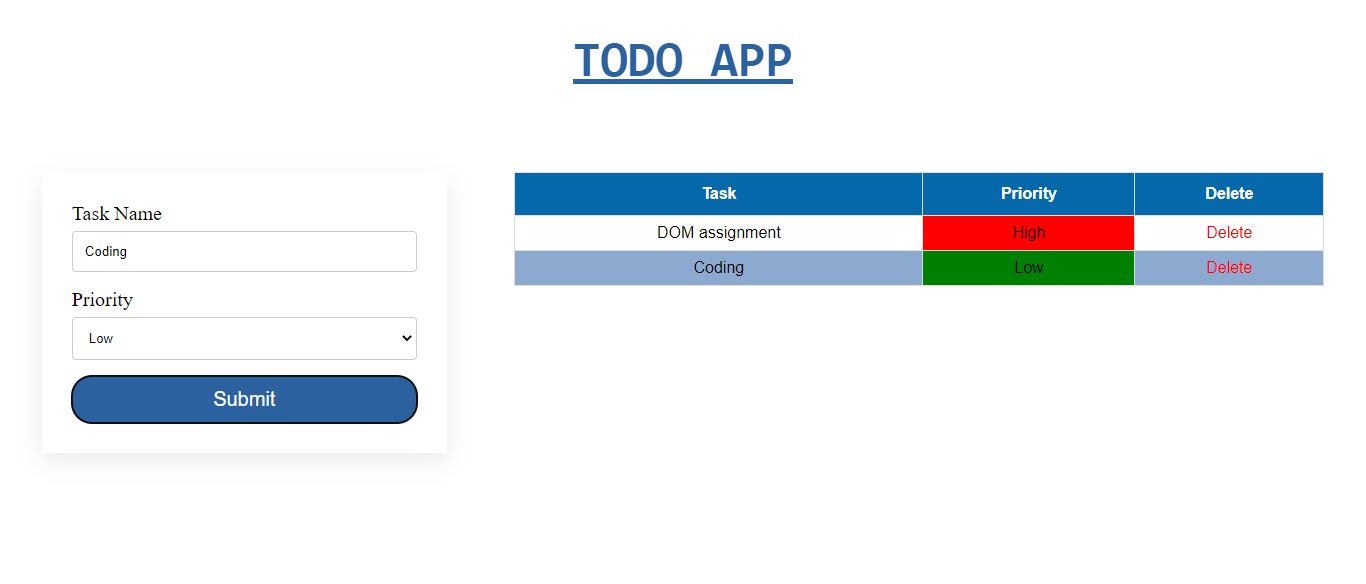 TODO APP
Task Name
Coding
Priority
Low
Submit
Task Priority Delete
DOM assignment High Delete
Coding Low Delete